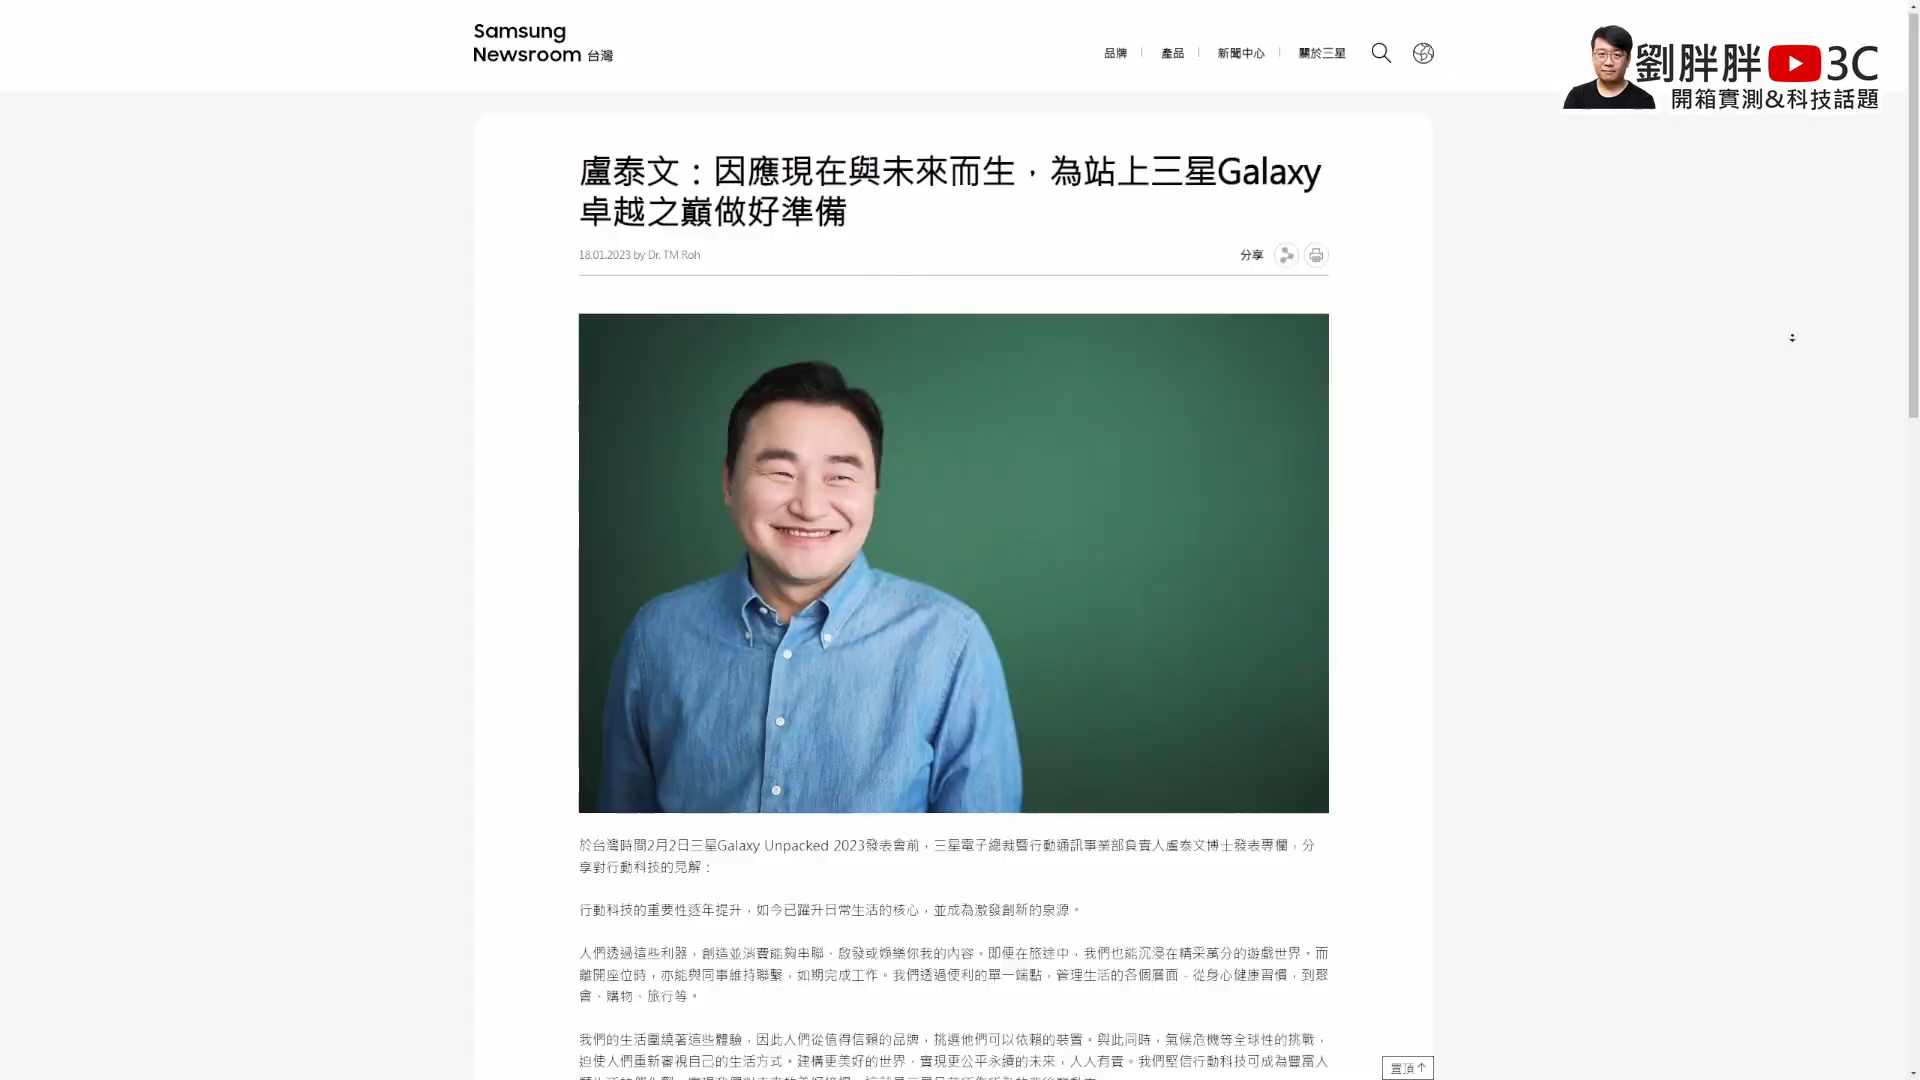 Samsung
Newsroom 台灣
品牌
產品
新聞中心
關於三星
劉胖胖 3C
開箱實測&科技話題
盧泰文：因應現在與未來而生，為站上三星Galaxy
卓越之巔做好準備
18.01.2023 by Dr. TM Roh
分享
於台灣時間2月2日三星Galaxy Unpacked 2023發表會前，三星電子總裁暨行動通訊事業部負責人盧泰文博士發表專欄，分
享對行動科技的見解：
行動科技的重要性逐年提升，如今已躍升日常生活的核心，並成為激發創新的泉源。
人們透過這些利器，創造並消費能夠串聯、啟發或娛樂你我的內容。即便在旅途中，我們也能沉浸在精采萬分的遊戲世界。而
離開座位時，亦能與同事維持聯繫，如期完成工作。我們透過便利的單一端點，管理生活的各個層面 - 從身心健康習慣，到聚
會、購物、旅行等。
我們的生活圍繞著這些體驗，因此人們從值得信賴的品牌，挑選他們可以依賴的裝置。與此同時，氣候危機等全球性的挑戰，
迫使人們重新審視自己的生活方式。建構更美好的世界、實現更公平永續的未來，人人有責。我們堅信行動科技可成為豐富人
置頂↑